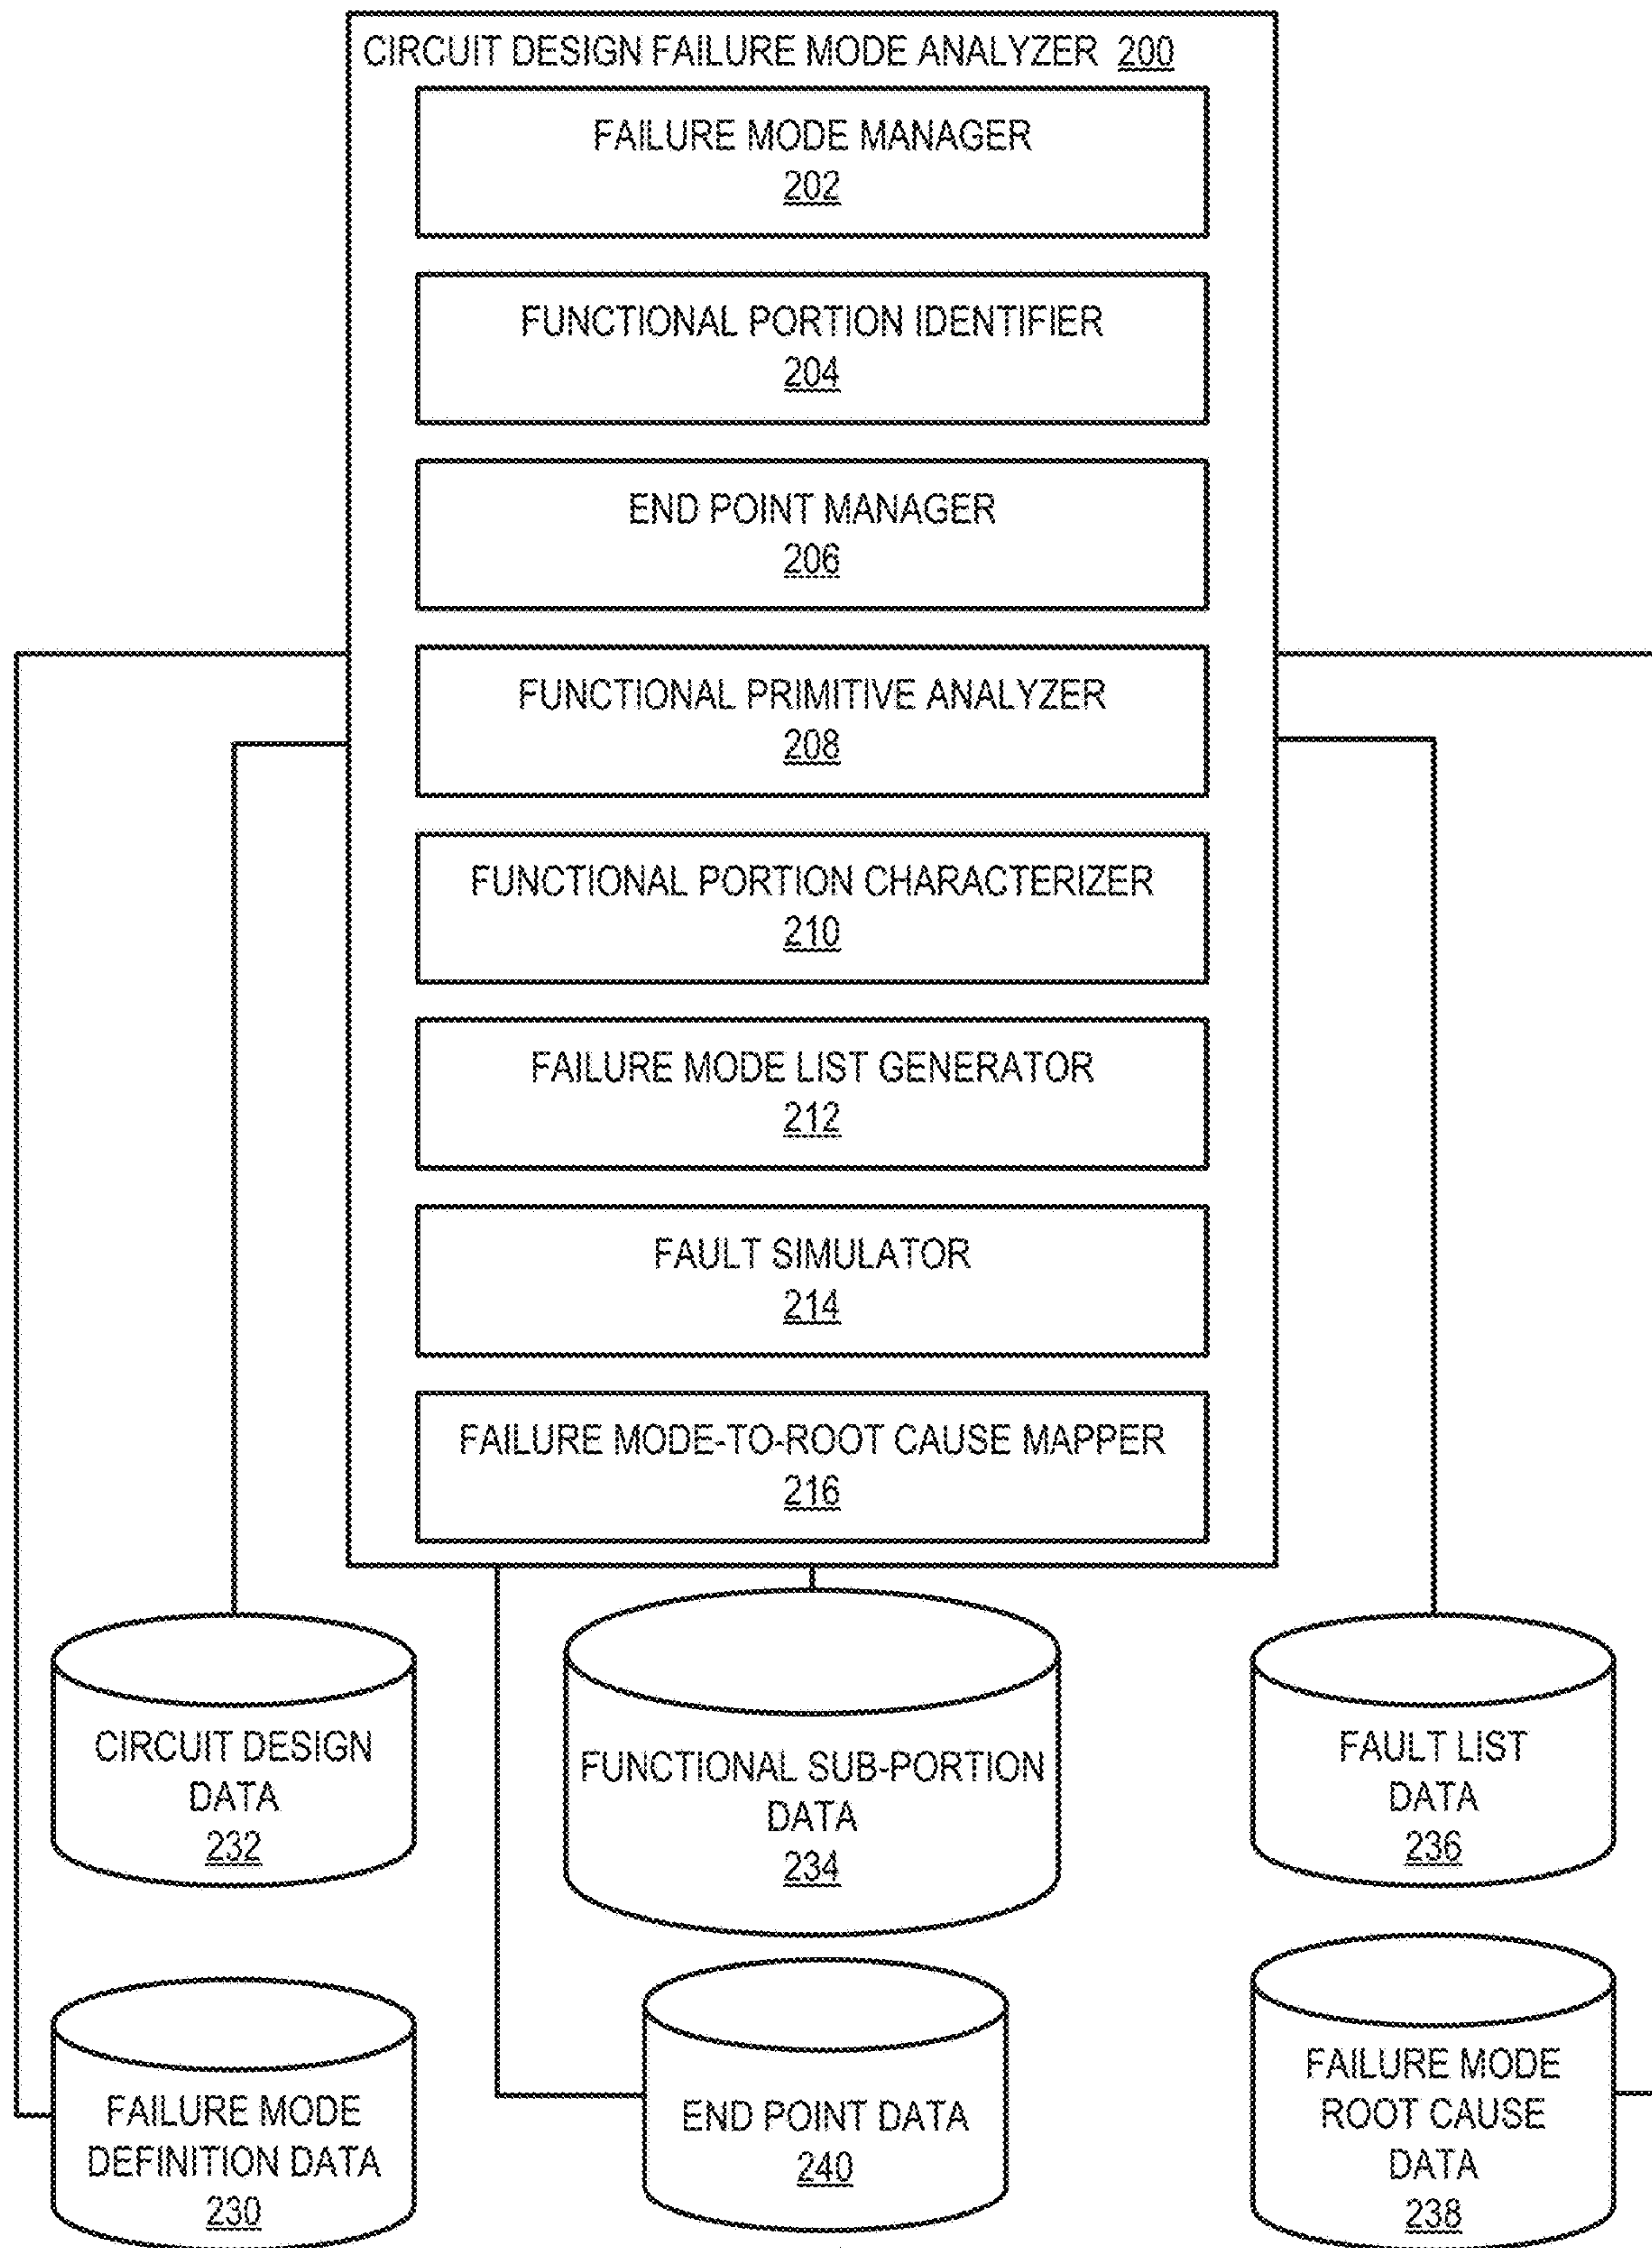 CIRCUIT DESIGN FAILURE MODE ANALYZER 200
FAILURE MODE MANAGER
202
FUNCTIONAL PORTION IDENTIFIER
204
END POINT MANAGER
206
FUNCTIONAL PRIMITIVE ANALYZER
208
FUNCTIONAL PORTION CHARACTERIZER
210
FAILURE MODE LIST GENERATOR
212
FAULT SIMULATOR
214
FAILURE MODE-TO-ROOT CAUSE MAPPER
216
CIRCUIT DESIGN
DATA
232
FUNCTIONAL SUB-PORTION
DATA
234
FAULT LIST
DATA
236
FAILURE MODE
DEFINITION DATA
230
END POINT DATA
240
FAILURE MODE
ROOT CAUSE
DATA
238